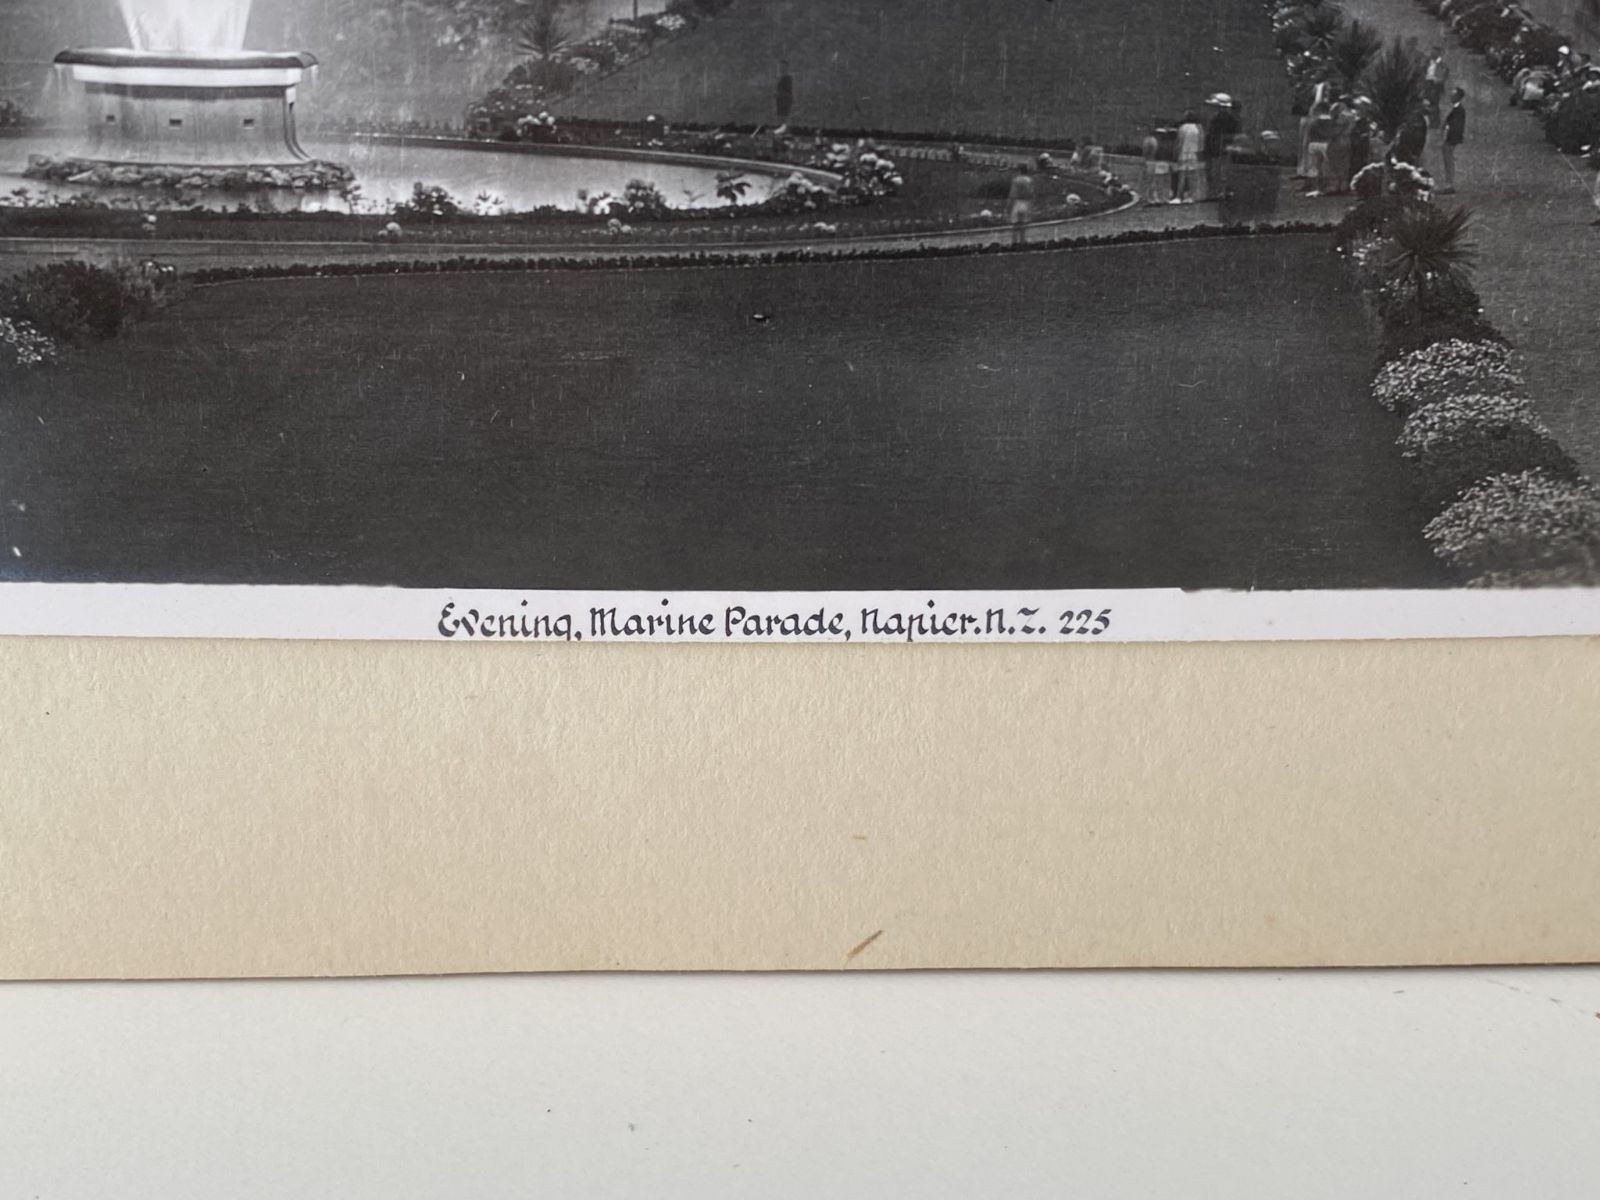 Evening, Marine Parade, Napier. N.Z. 225